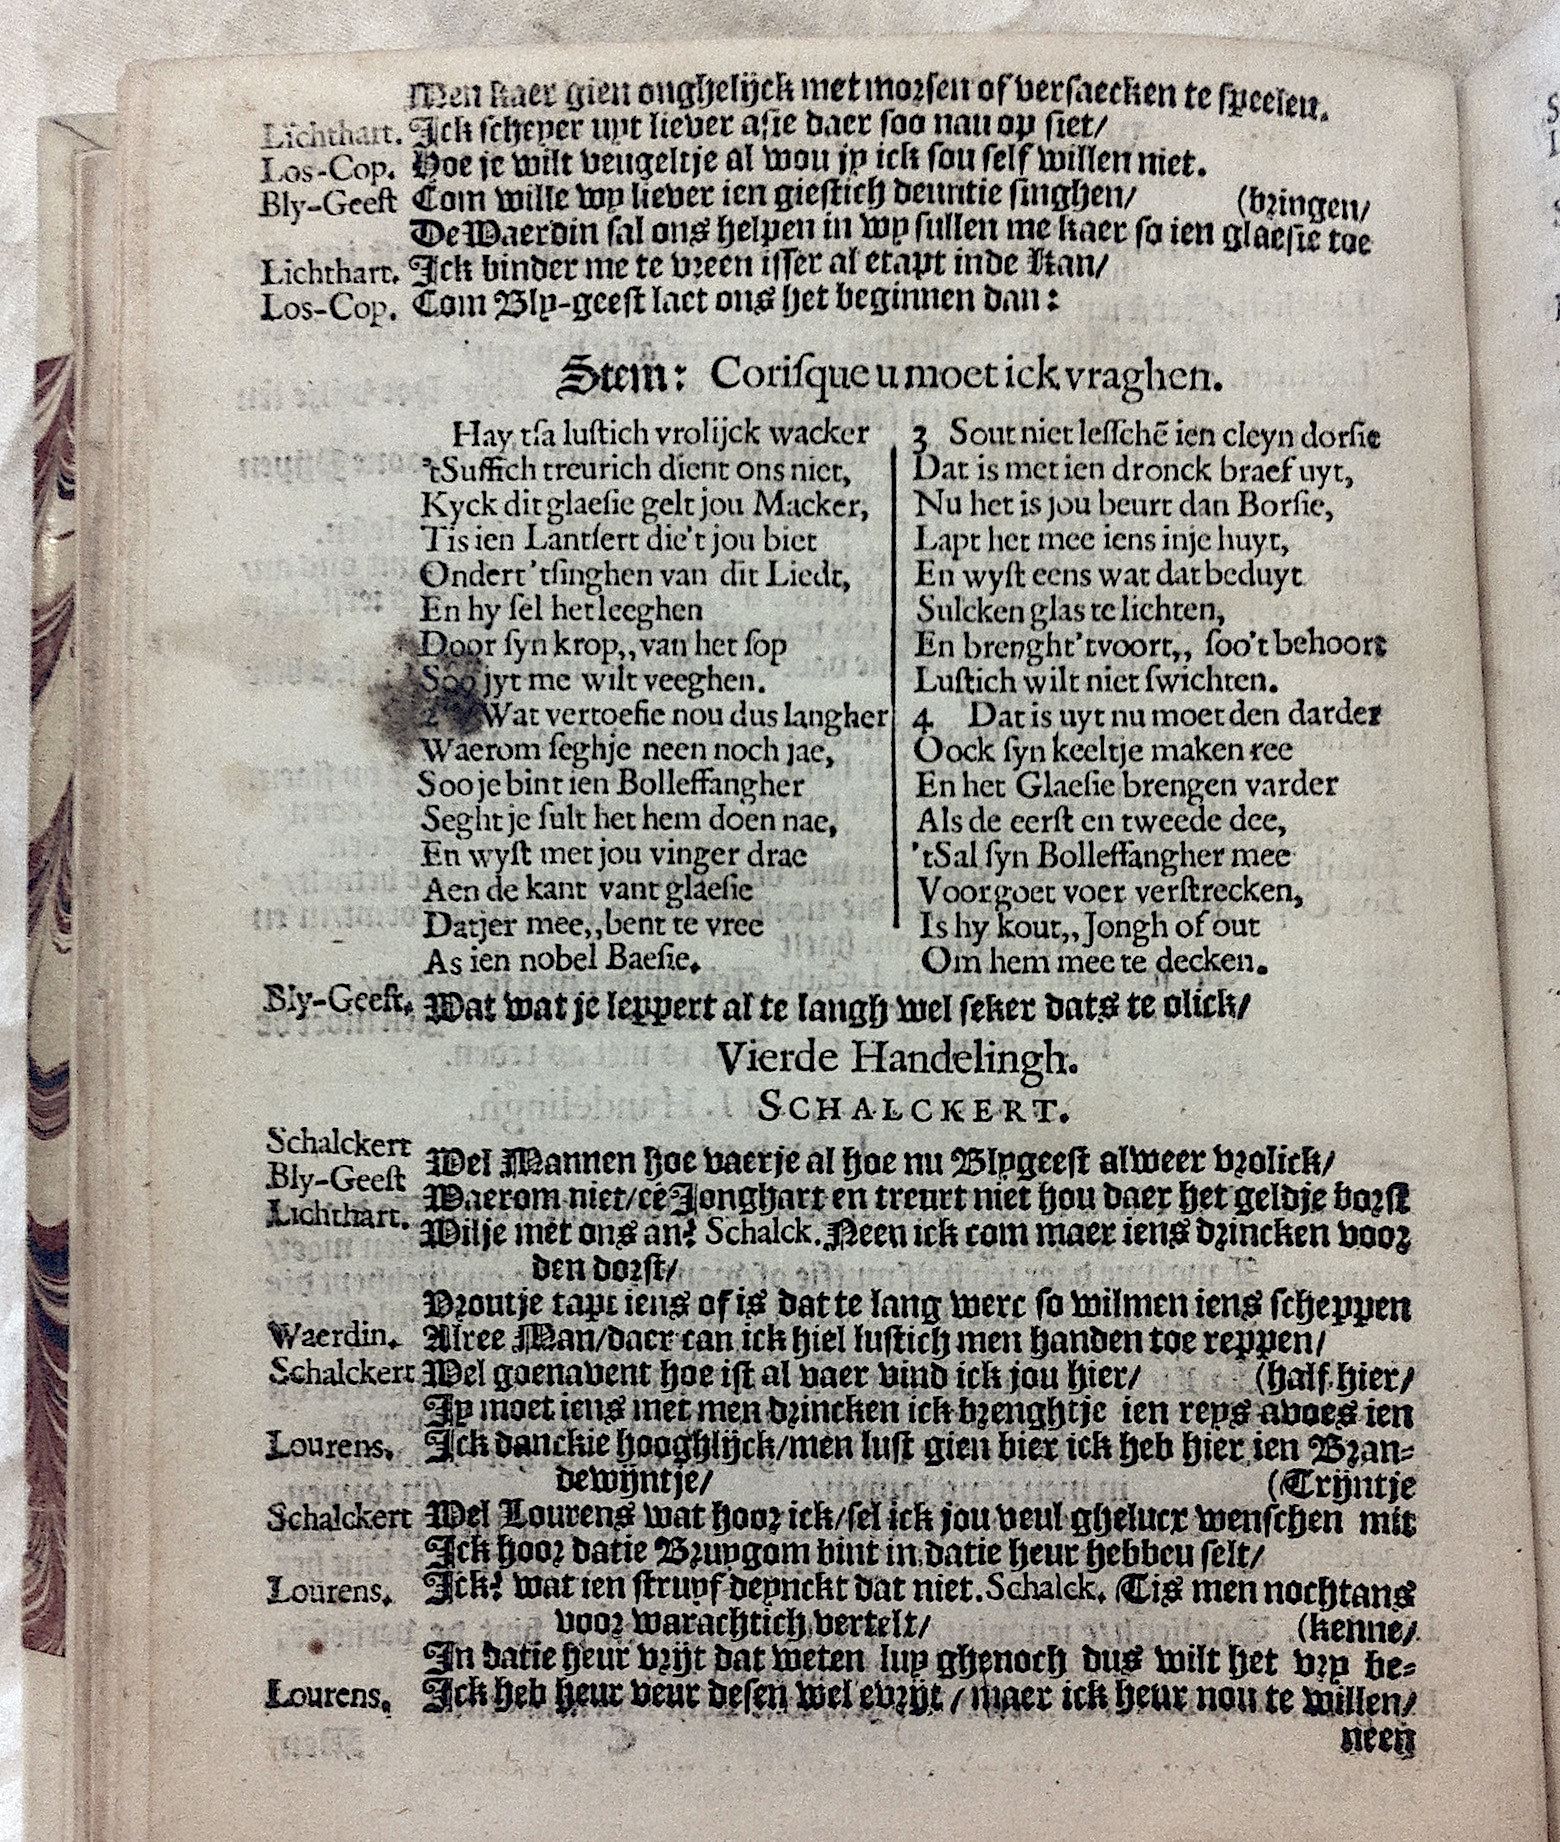 Men kaer gien onghelijck met morsen of versaecken te speelen.
Lichthart. Ick scheyer uyt liever asie daer soo nau op siet/
Los-Cop. Hoe je wilt veugeltje al wou jy ick sou self willen niet.
Bly-Geeſt Com wille wy liever ien gieſtich deuntie singhen/ (bringen/
De Waerdin sal ons helpen in wy sullen me kaer so ien glaesie toe
Lichthart. Ick binder me te vreen isser al etapt inde Kan/
Los-Cop. Com Bly-geeſt laet ons het beginnen dan:
Stem: Coriſque u moet ick vraghen.
Hay tſa luſtich vrolijck wacker
'tSuffich treurich dient ons niet,
Kyck dit glaeſie gelt jou Macker,
Tis ien Lantſert die't jou biet
Ondert 'tſinghen van dit Liedt,
En hy ſel het leeghen
Door ſyn krop,, van het ſop
Soo jyt me wilt veeghen.
2 Wat vertoeſie nou dus langher
Waerom ſeghje neen noch jae,
Soo je bint ien Bolleffangher
Seght je ſult het hem doen nae,
En wyſt met jou vinger drae
Aen de kant vant glaeſie
Datjer mee,, bent te vree
As ien nobel Baeſie.
3 Sout niet leſſchē ien cleyn dorſie
Dat is met ien dronck braef uyt,
Nu het is jou beurt dan Borſie,
Lapt het mee iens in je huyt,
En wyſt eens wat dat beduyt
Sulcken glas te lichten,
En brenght 'tvoort,, ſoo't behoort
Luſtich wilt niet ſwichten.
4 Dat is uyt nu moet den darder
Oock ſyn keeltje maken ree
En het Glaeſie brengen varder
Als de eerſt en tweede dee,
'tSal ſyn Bolleffangher mee
Voor goet voer verſtrecken,
Is hy kout,, Jongh of out
Om hem mee te decken.
Bly-Geeſt. Wat wat je leppert al te langh wel seker dats te olick/
Vierde Handelingh.
SCHALCKERT.
Schalckert Wel Mannen hoe vaerje al hoe nu Blygeeſt alweer vrolick/
Bly-Geeſt Waerom niet/cé Jonghart en treurt niet hou daer het geldje borſt
Lichthart. Wilje met ons an? Schalck. Neen ick com maer iens drincken voor
den dorſt/
Vroutje tapt iens of is dat te lang werc so wilmen iens scheppen
Waerdin. Alree Man/daer can ick hiel luſtich men handen toe reppen/
Schalckert Wel goenavent hoe iſt al vaer vind ick jou hier/ (half hier/
Jy moet iens met men drincken ick brenghtje ien reys avoes ien
Lourens. Ick danckie hooghlijck/men luſt gien bier ick heb hier ien Bran-
dewijntje/ (Trijntje
Schalckert Wel Lourens wat hoor ick/sel ick jou veul ghelucx wenschen mit
Ick hoor datie Bruygom bint in datie heur hebbeu selt/
Lourens. Ick? wat ien ſtruyf deynckt dat niet. Schalck. Tis men nochtans
voor warachtich vertelt/ (kenne/
In datie heur vrijt dat weten luy ghenoch dus wilt het vry be-
Lourens. Ick heb heur veur desen wel evrijt/maer ick heur nou te willen/
neen